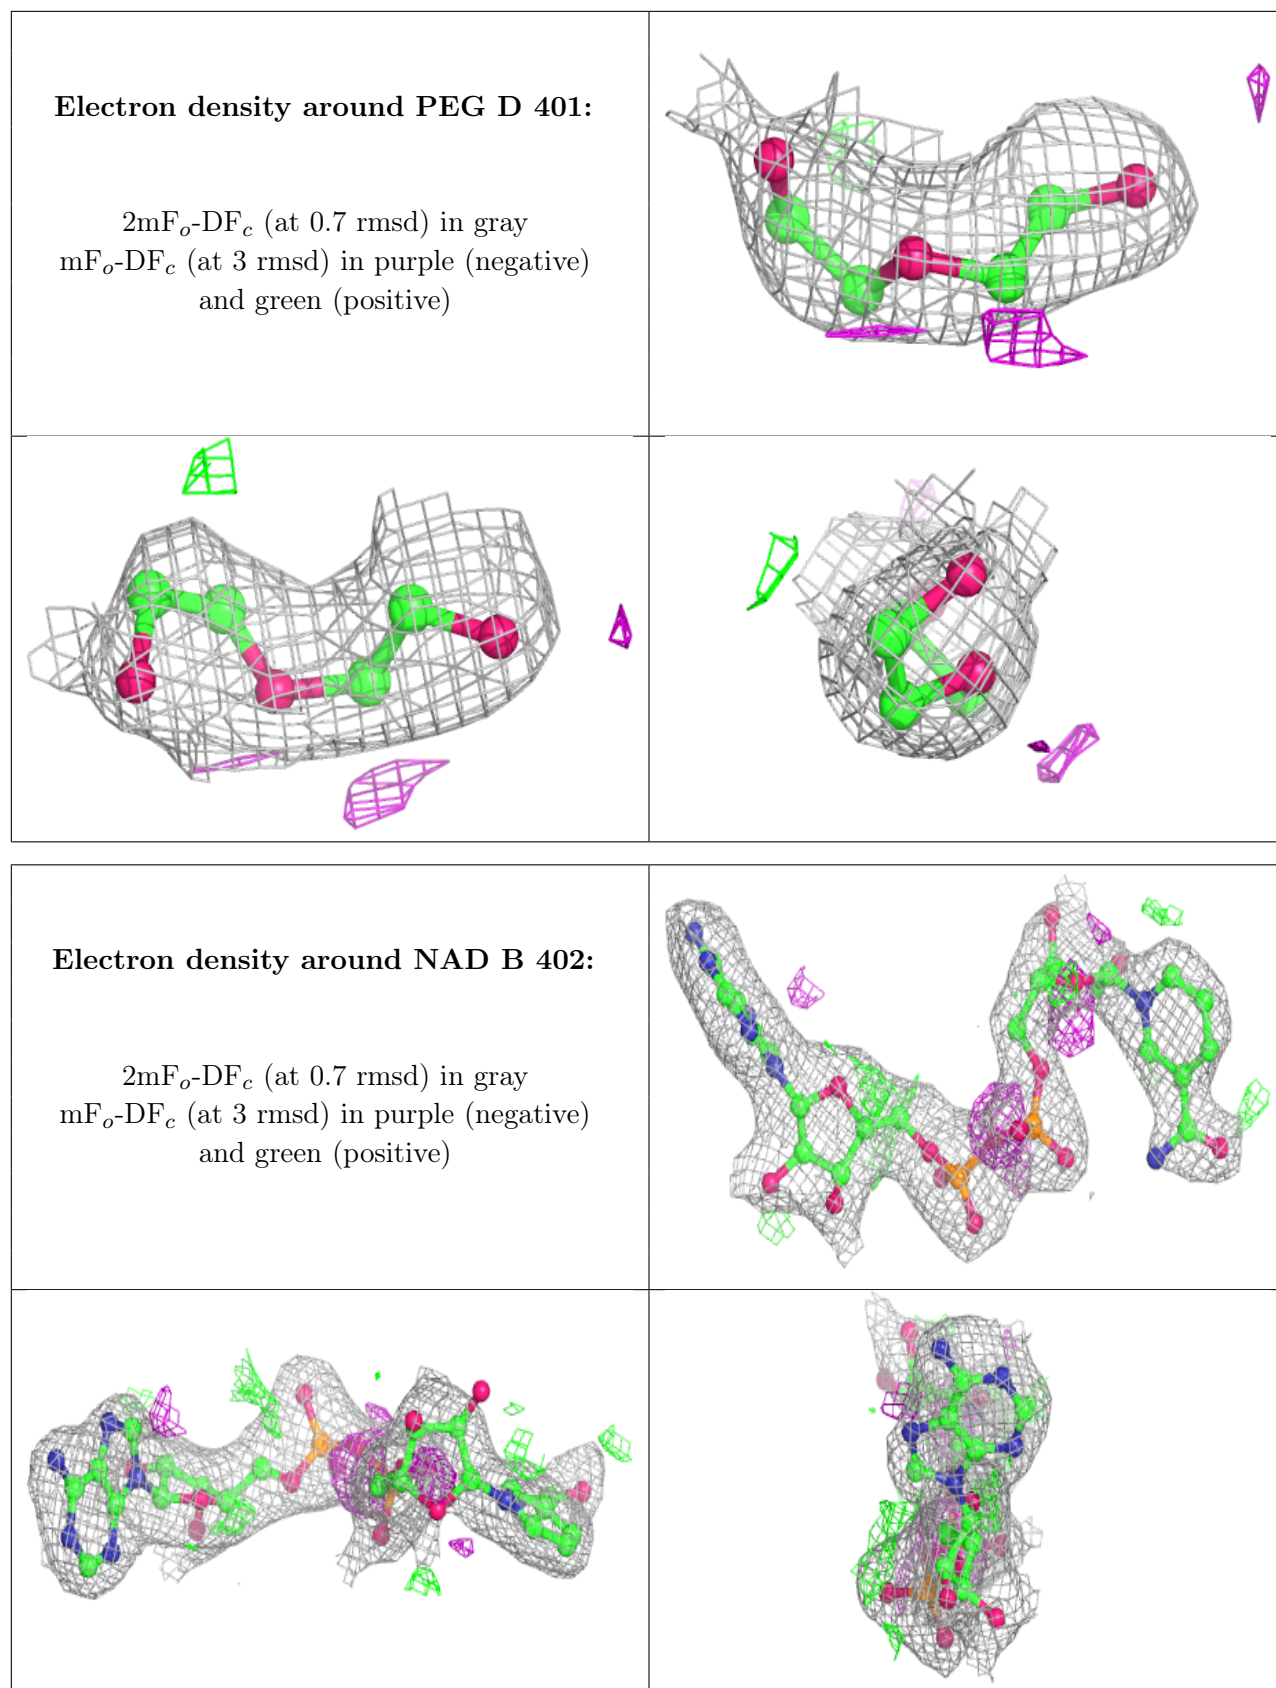 Electron density around PEG D 401:
2mFo-DFc (at 0.7 rmsd) in gray
mFo-DFc (at 3 rmsd) in purple (negative)
and green (positive)
Electron density around NAD B 402:
2mFo-DFc (at 0.7 rmsd) in gray
mFo-DFc (at 3 rmsd) in purple (negative)
and green (positive)